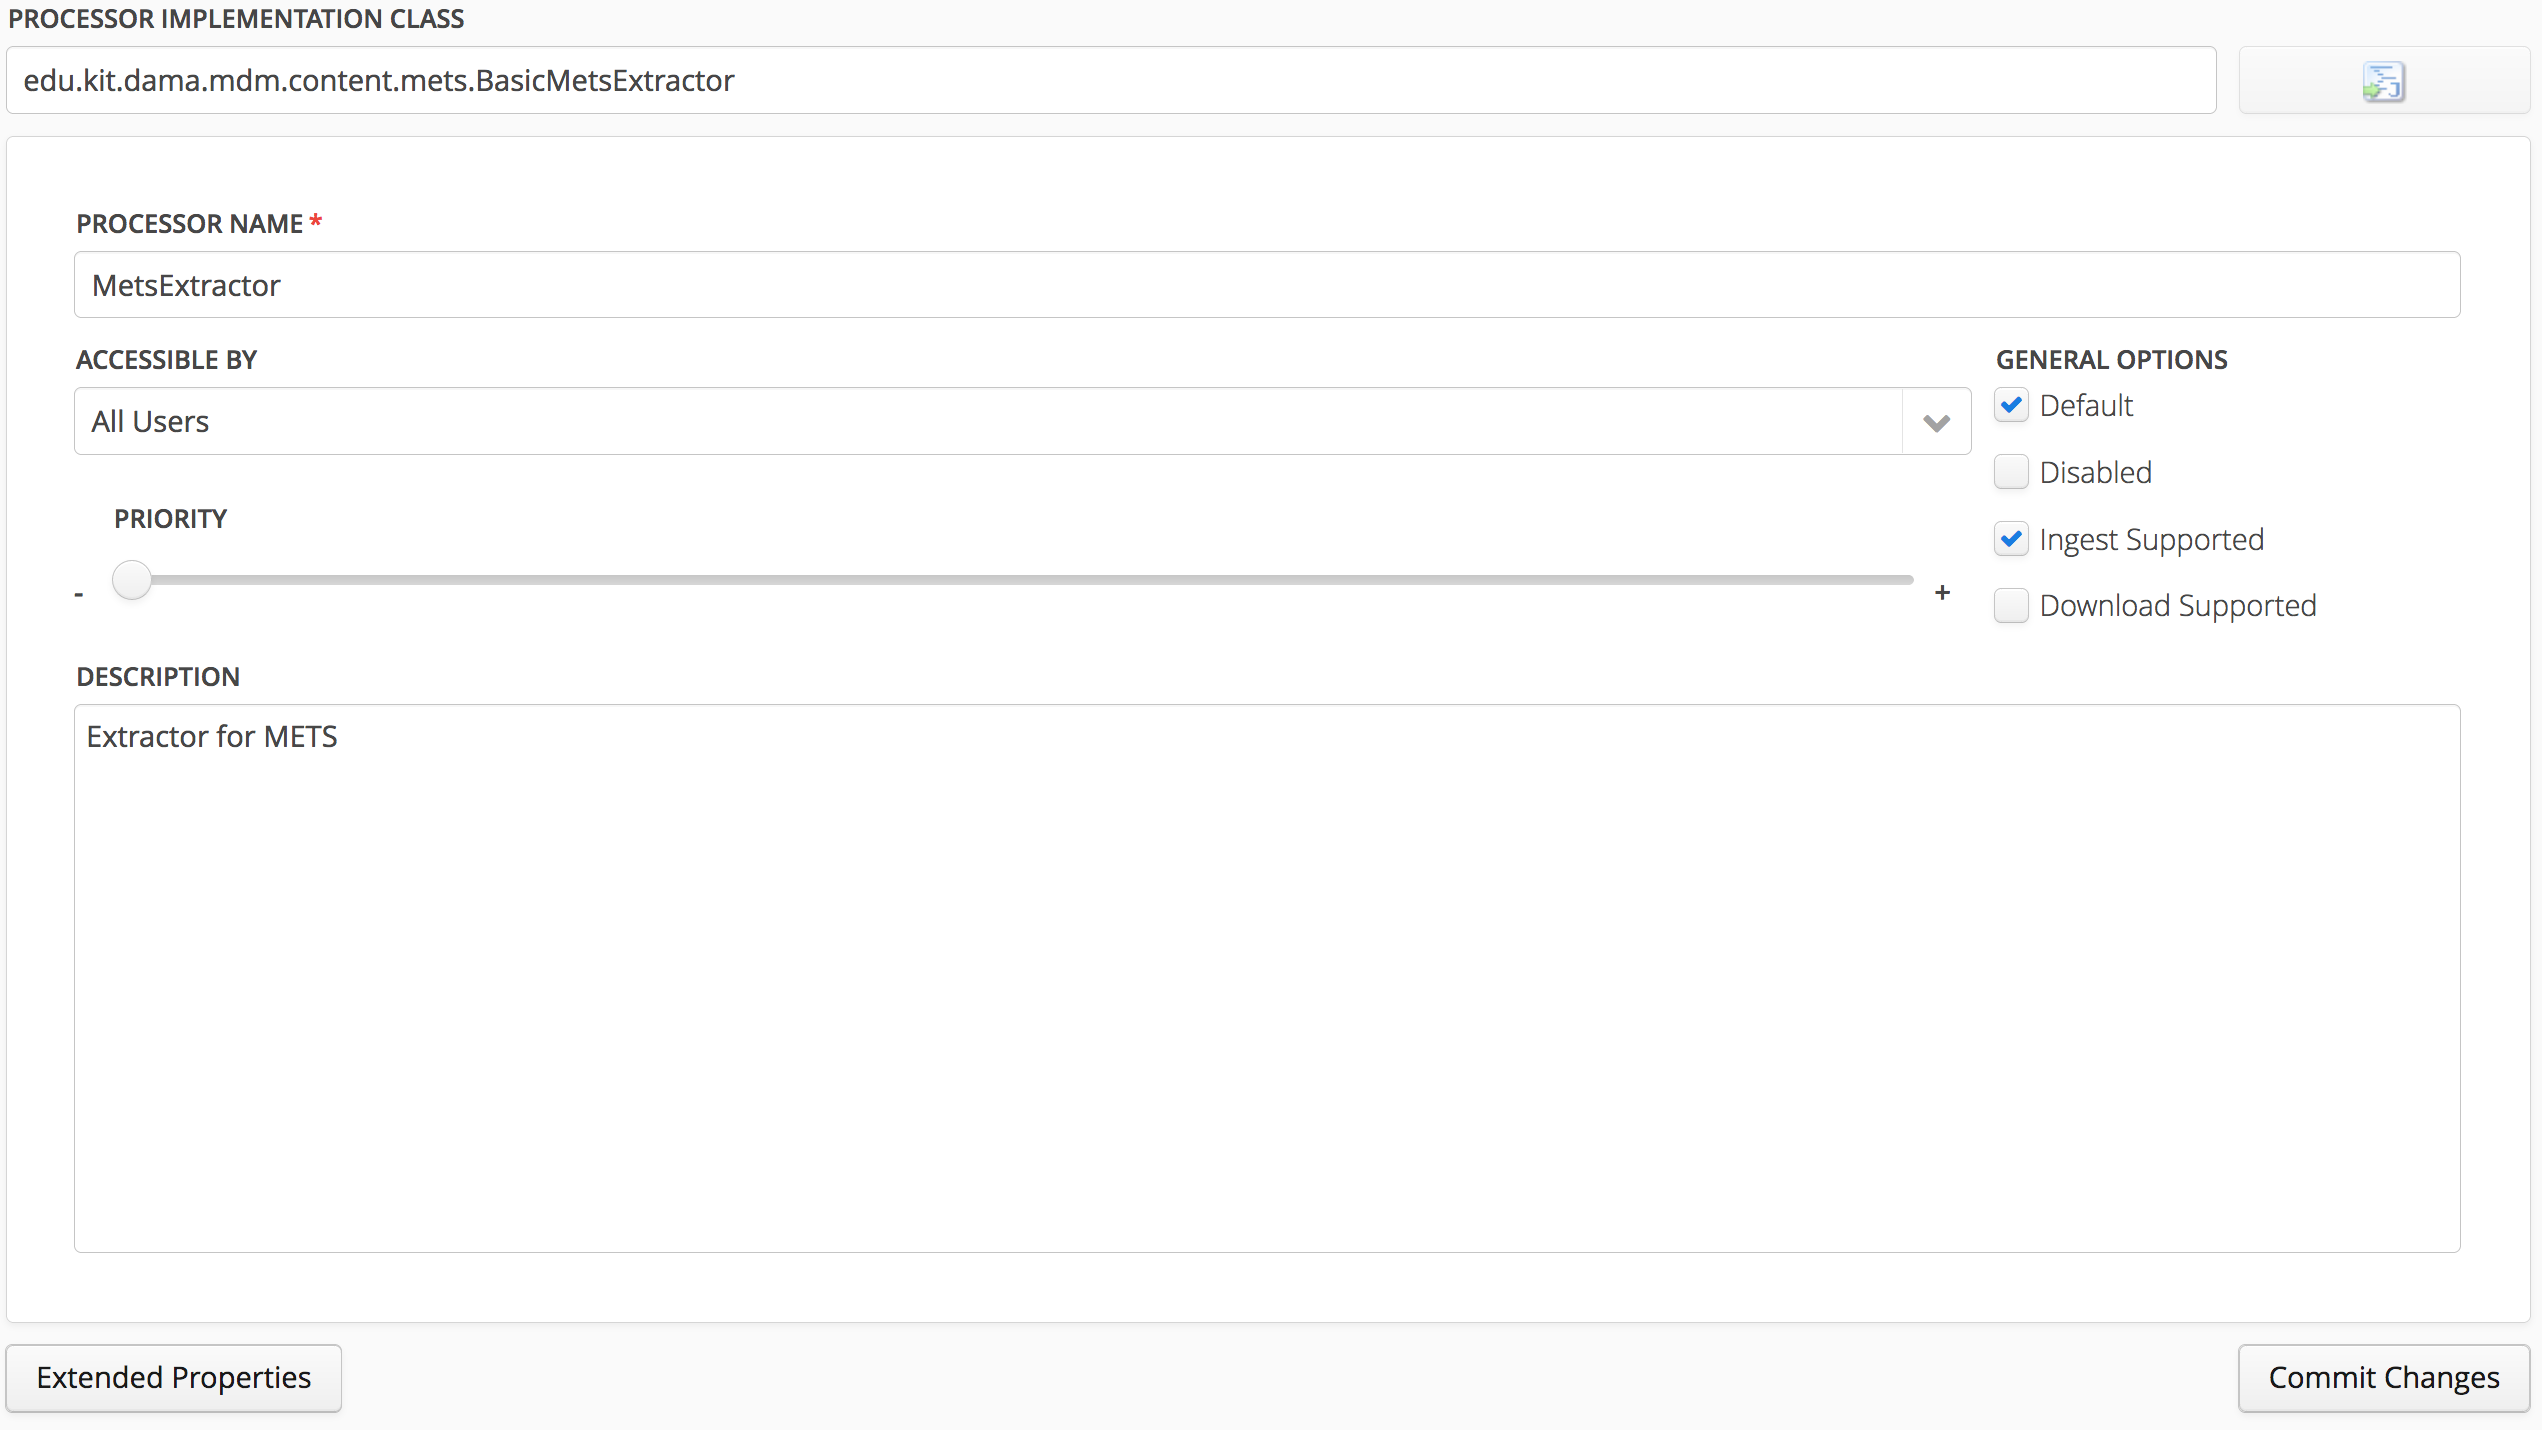 PROCESSOR IMPLEMENTATION CLASS
edu.kit.dama.mdm.content.mets.BasicMetsExtractor
PROCESSOR NAME *
MetsExtractor
ACCESSIBLE BY
All Users
GENERAL OPTIONS
Default
Disabled
Ingest Supported
Download Supported
PRIORITY
- +
DESCRIPTION
Extractor for METS
Extended Properties
Commit Changes